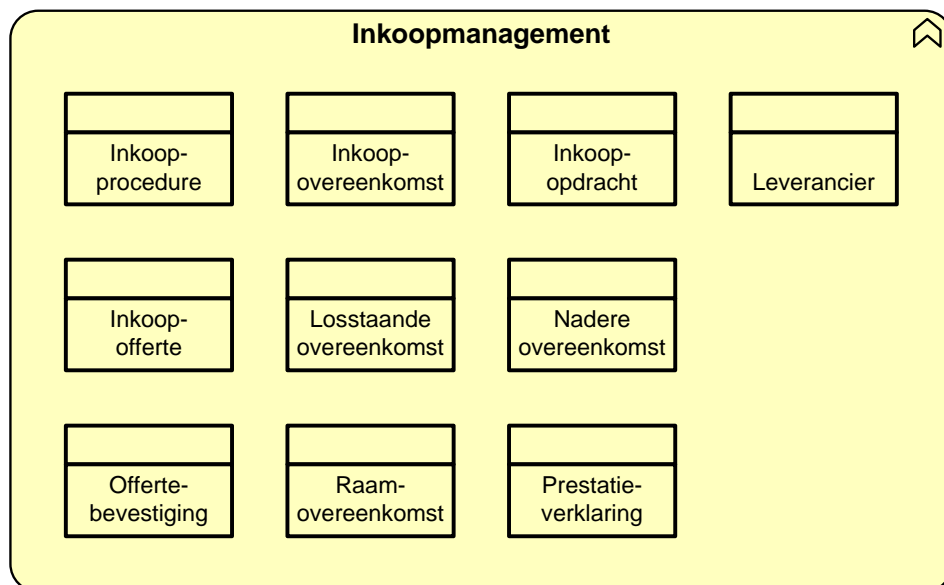 Inkoopmanagement
Inkoop-
procedure
Inkoop-
overeenkomst
Inkoop-
opdracht
Leverancier
Inkoop-
offerte
Losstaande
overeenkomst
Nadere
overeenkomst
Offerte-
bevestiging
Raam-
overeenkomst
Prestatie-
verklaring